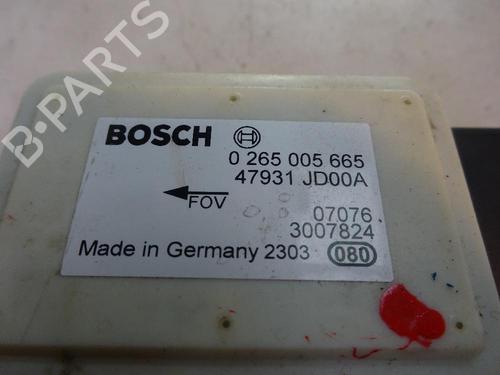 B-PARTS
BOSCH
0 265 005 665
47931 JD00A
FOV
07076
3007824
Made in Germany 2303 080